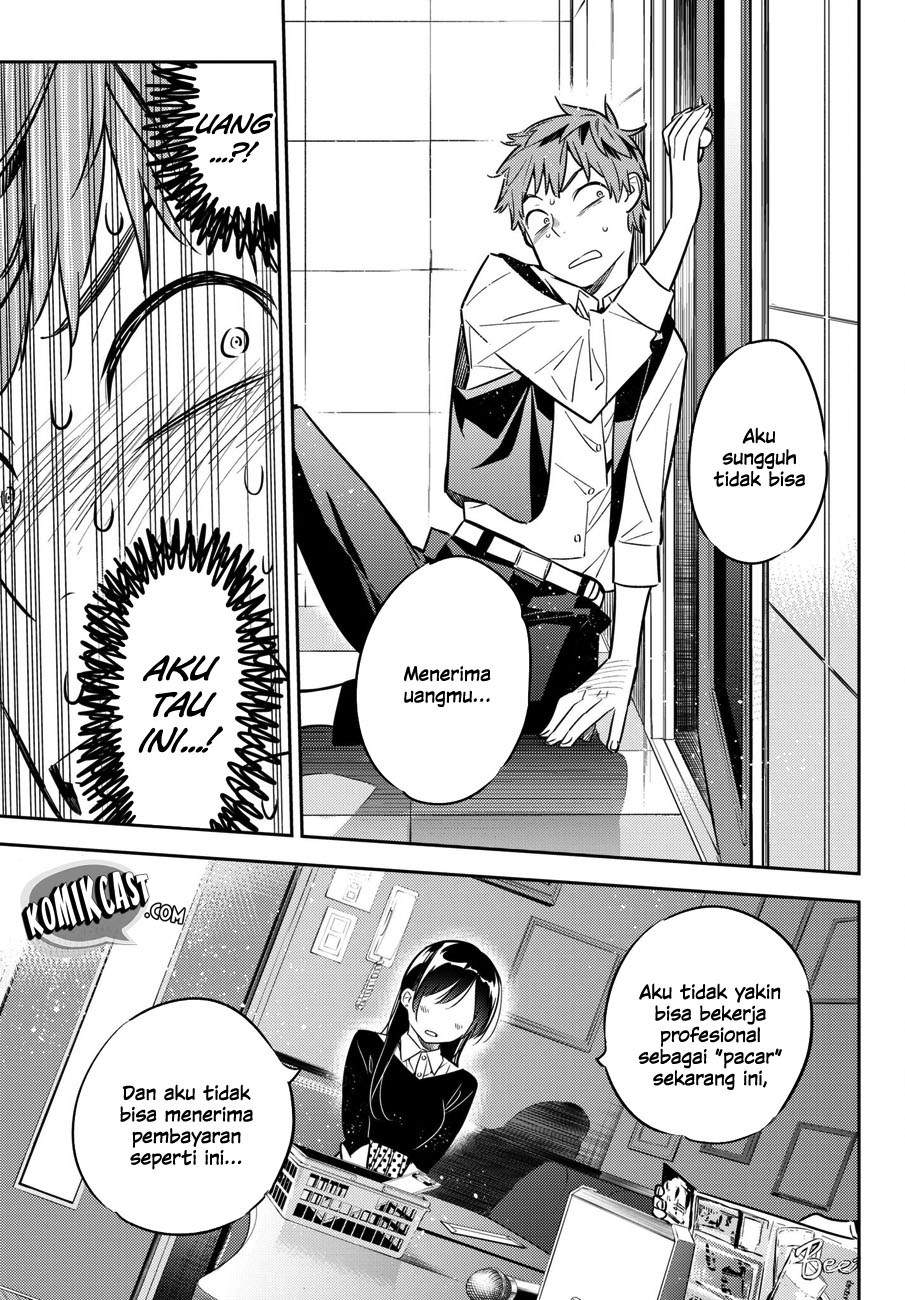 Aku
sungguh
tidak bisa
Menerima
uangmu...
UANG
...?!
AKU
TAU
INI...!
KOMIKCAST
.COM
Aku tidak yakin
bisa bekerja
profesional
sebagai "pacar"
sekarang ini,
Dan aku tidak
bisa menerima
pembayaran
seperti ini...